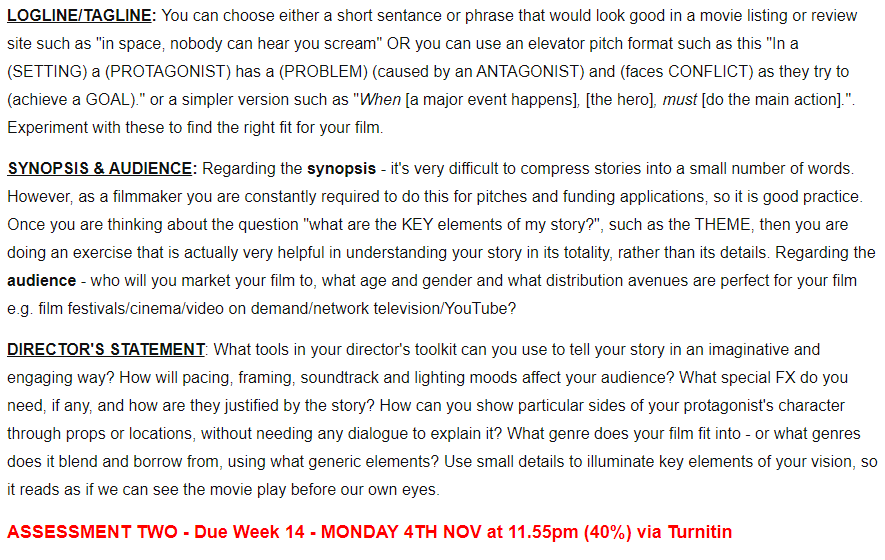 LOGLINE/TAGLINE: You can choose either a short sentence or phrase that would look good in a movie listing or review
site such as "in space, nobody can hear you scream" OR you can use an elevator pitch format such as this "In a
(SETTING) a (PROTAGONIST) has a (PROBLEM) (caused by an ANTAGONIST) and (faces CONFLICT) as they try to
(achieve a GOAL)." or a simpler version such as "When [a major event happens], [the hero], must [do the main action].".
Experiment with these to find the right fit for your film.
SYNOPSIS & AUDIENCE: Regarding the synopsis - it's very difficult to compress stories into a small number of words.
However, as a filmmaker you are constantly required to do this for pitches and funding applications, so it is good practice.
Once you are thinking about the question "what are the KEY elements of my story?", such as the THEME, then you are
doing an exercise that is actually very helpful in understanding your story in its totality, rather than its details. Regarding the
audience - who will you market your film to, what age and gender and what distribution avenues are perfect for your film
e.g. film festivals/cinema/video on demand/network television/YouTube?
DIRECTOR'S STATEMENT: What tools in your director's toolkit can you use to tell your story in an imaginative and
engaging way? How will pacing, framing, soundtrack and lighting moods affect your audience? What special FX do you
need, if any, and how are they justified by the story? How can you show particular sides of your protagonist's character
through props or locations, without needing any dialogue to explain it? What genre does your film fit into - or what genres
does it blend and borrow from, using what generic elements? Use small details to illuminate key elements of your vision, so
it reads as if we can see the movie play before our own eyes.
ASSESSMENT TWO - Due Week 14 - MONDAY 4TH NOV at 11.55pm (40%) via Turnitin